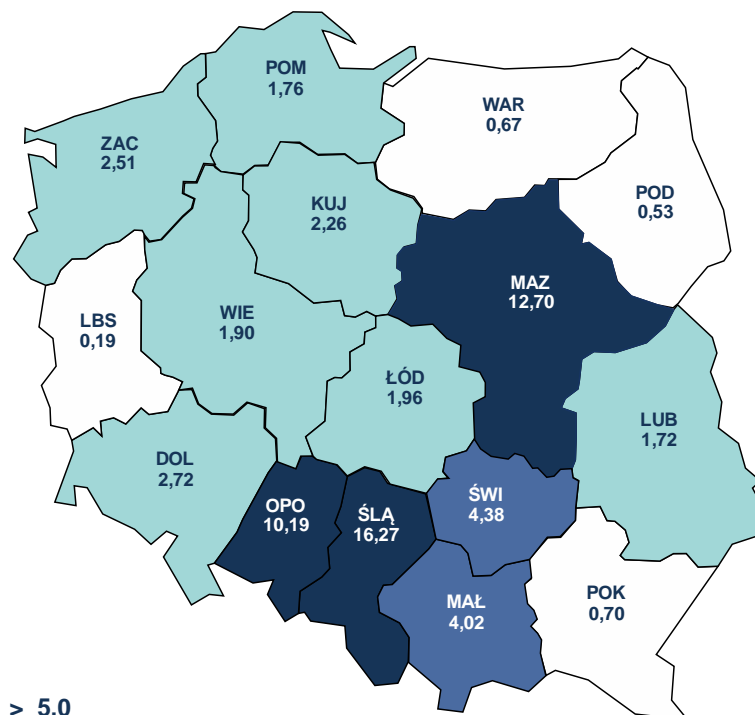 POM
1,76
WAR
0,67
ZAC
2,51
POD
0,53
KUJ
2,26
MAZ
12,70
LBS
0,19
WIE
1,90
ŁÓD
1,96
LUB
1,72
DOL
2,72
OPO
10,19
ŚLĄ
16,27
ŚWI
4,38
MAŁ
4,02
POK
0,70
> 5,0